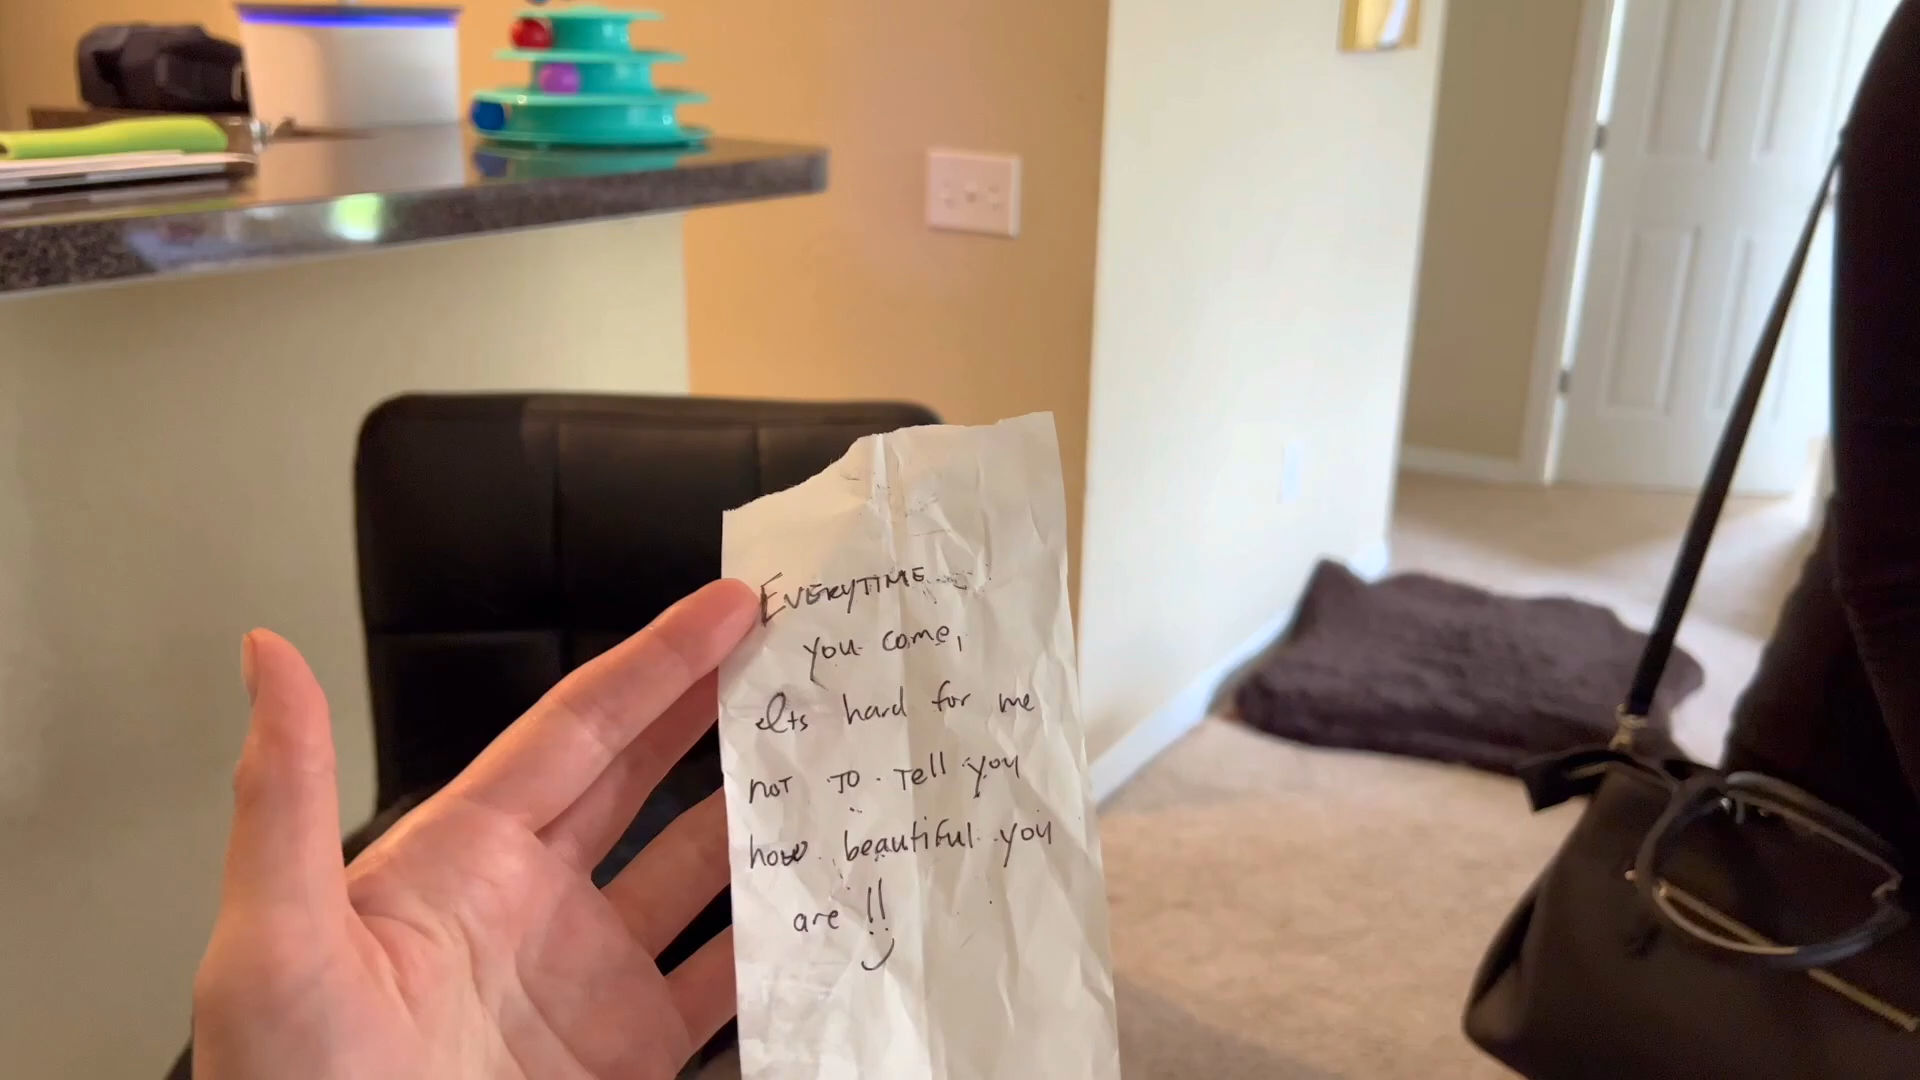 EVERYTIME
you come,
Its hard for me
not to tell you
how beautiful you
are !!